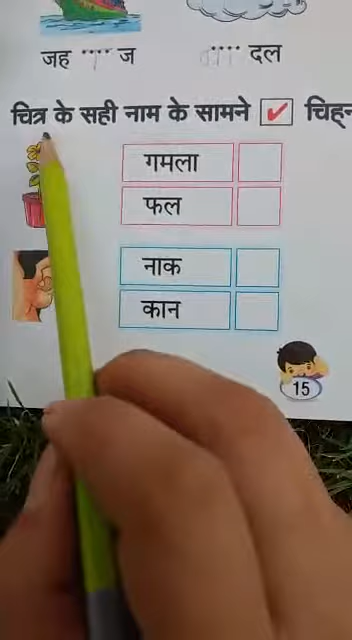 जह .... ज
.... दल
चित्र के सही नाम के सामने ✓ चिह्न
गमला
फल
नाक
कान
15